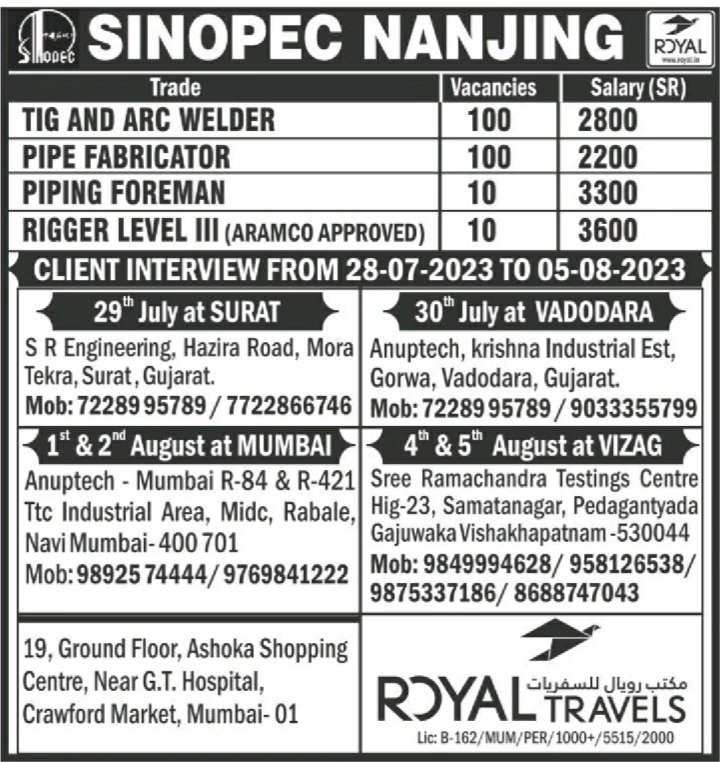 SINOPEC
SINOPEC NANJING
ROYAL
www.royal.in
Trade Vacancies Salary (SR)
TIG AND ARC WELDER 100 2800
PIPE FABRICATOR 100 2200
PIPING FOREMAN 10 3300
RIGGER LEVEL III (ARAMCO APPROVED) 10 3600
CLIENT INTERVIEW FROM 28-07-2023 TO 05-08-2023
29th July at SURAT
S R Engineering, Hazira Road, Mora
Tekra, Surat, Gujarat.
Mob: 72289 95789 / 7722866746
30th July at VADODARA
Anuptech, krishna Industrial Est,
Gorwa, Vadodara, Gujarat.
Mob: 72289 95789 / 9033355799
1st & 2nd August at MUMBAI
Anuptech - Mumbai R-84 & R-421
Ttc Industrial Area, Midc, Rabale,
Navi Mumbai- 400 701
Mob: 98925 74444/ 9769841222
4th & 5th August at VIZAG
Sree Ramachandra Testings Centre
Hig-23, Samatanagar, Pedagantyada
Gajuwaka Vishakhapatnam -530044
Mob: 9849994628/ 958126538/
9875337186/ 8688747043
19, Ground Floor, Ashoka Shopping
Centre, Near G.T. Hospital,
Crawford Market, Mumbai- 01
مكتب رويال للسفريات
ROYAL TRAVELS
Lic: B-162/MUM/PER/1000+/5515/2000